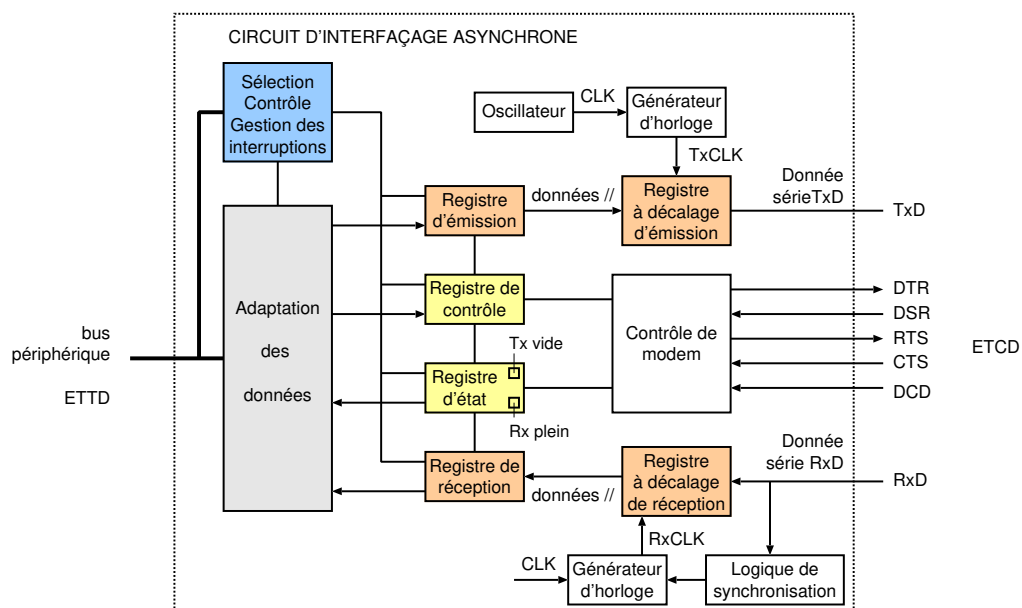 CIRCUIT D'INTERFAÇAGE ASYNCHRONE
Sélection
Contrôle
Gestion des
interruptions
Oscillateur
CLK
Générateur
d'horloge
TxCLK
Registre
d'émission
données //
Registre
à décalage
d'émission
Donnée
sérieTxD
TxD
Registre de
contrôle
Adaptation
des
données
bus
périphérique
ETTD
Tx vide
Registre
d'état
Rx plein
Contrôle de
modem
DTR
DSR
RTS
CTS
DCD
ETCD
Registre de
réception
données //
Registre
à décalage
de réception
Donnée
série RxD
RxD
RxCLK
CLK
Générateur
d'horloge
Logique de
synchronisation